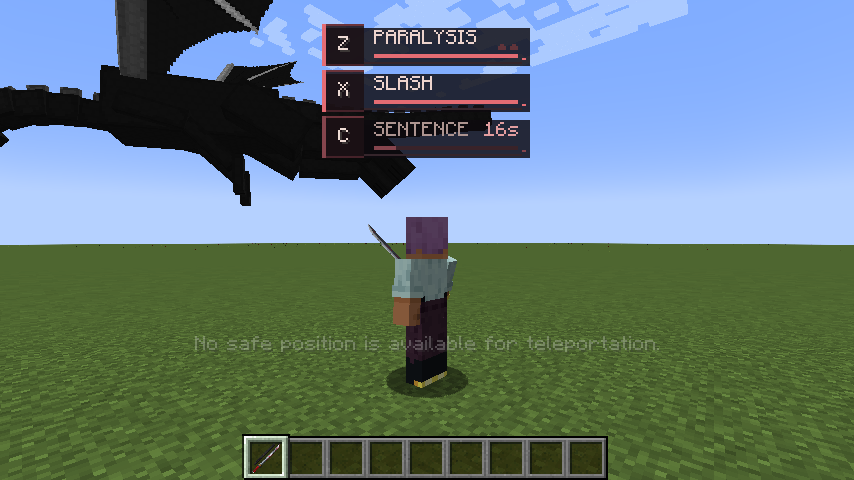 Z PARALYSIS
X SLASH
C SENTENCE 16s
No safe position is available for teleportation.